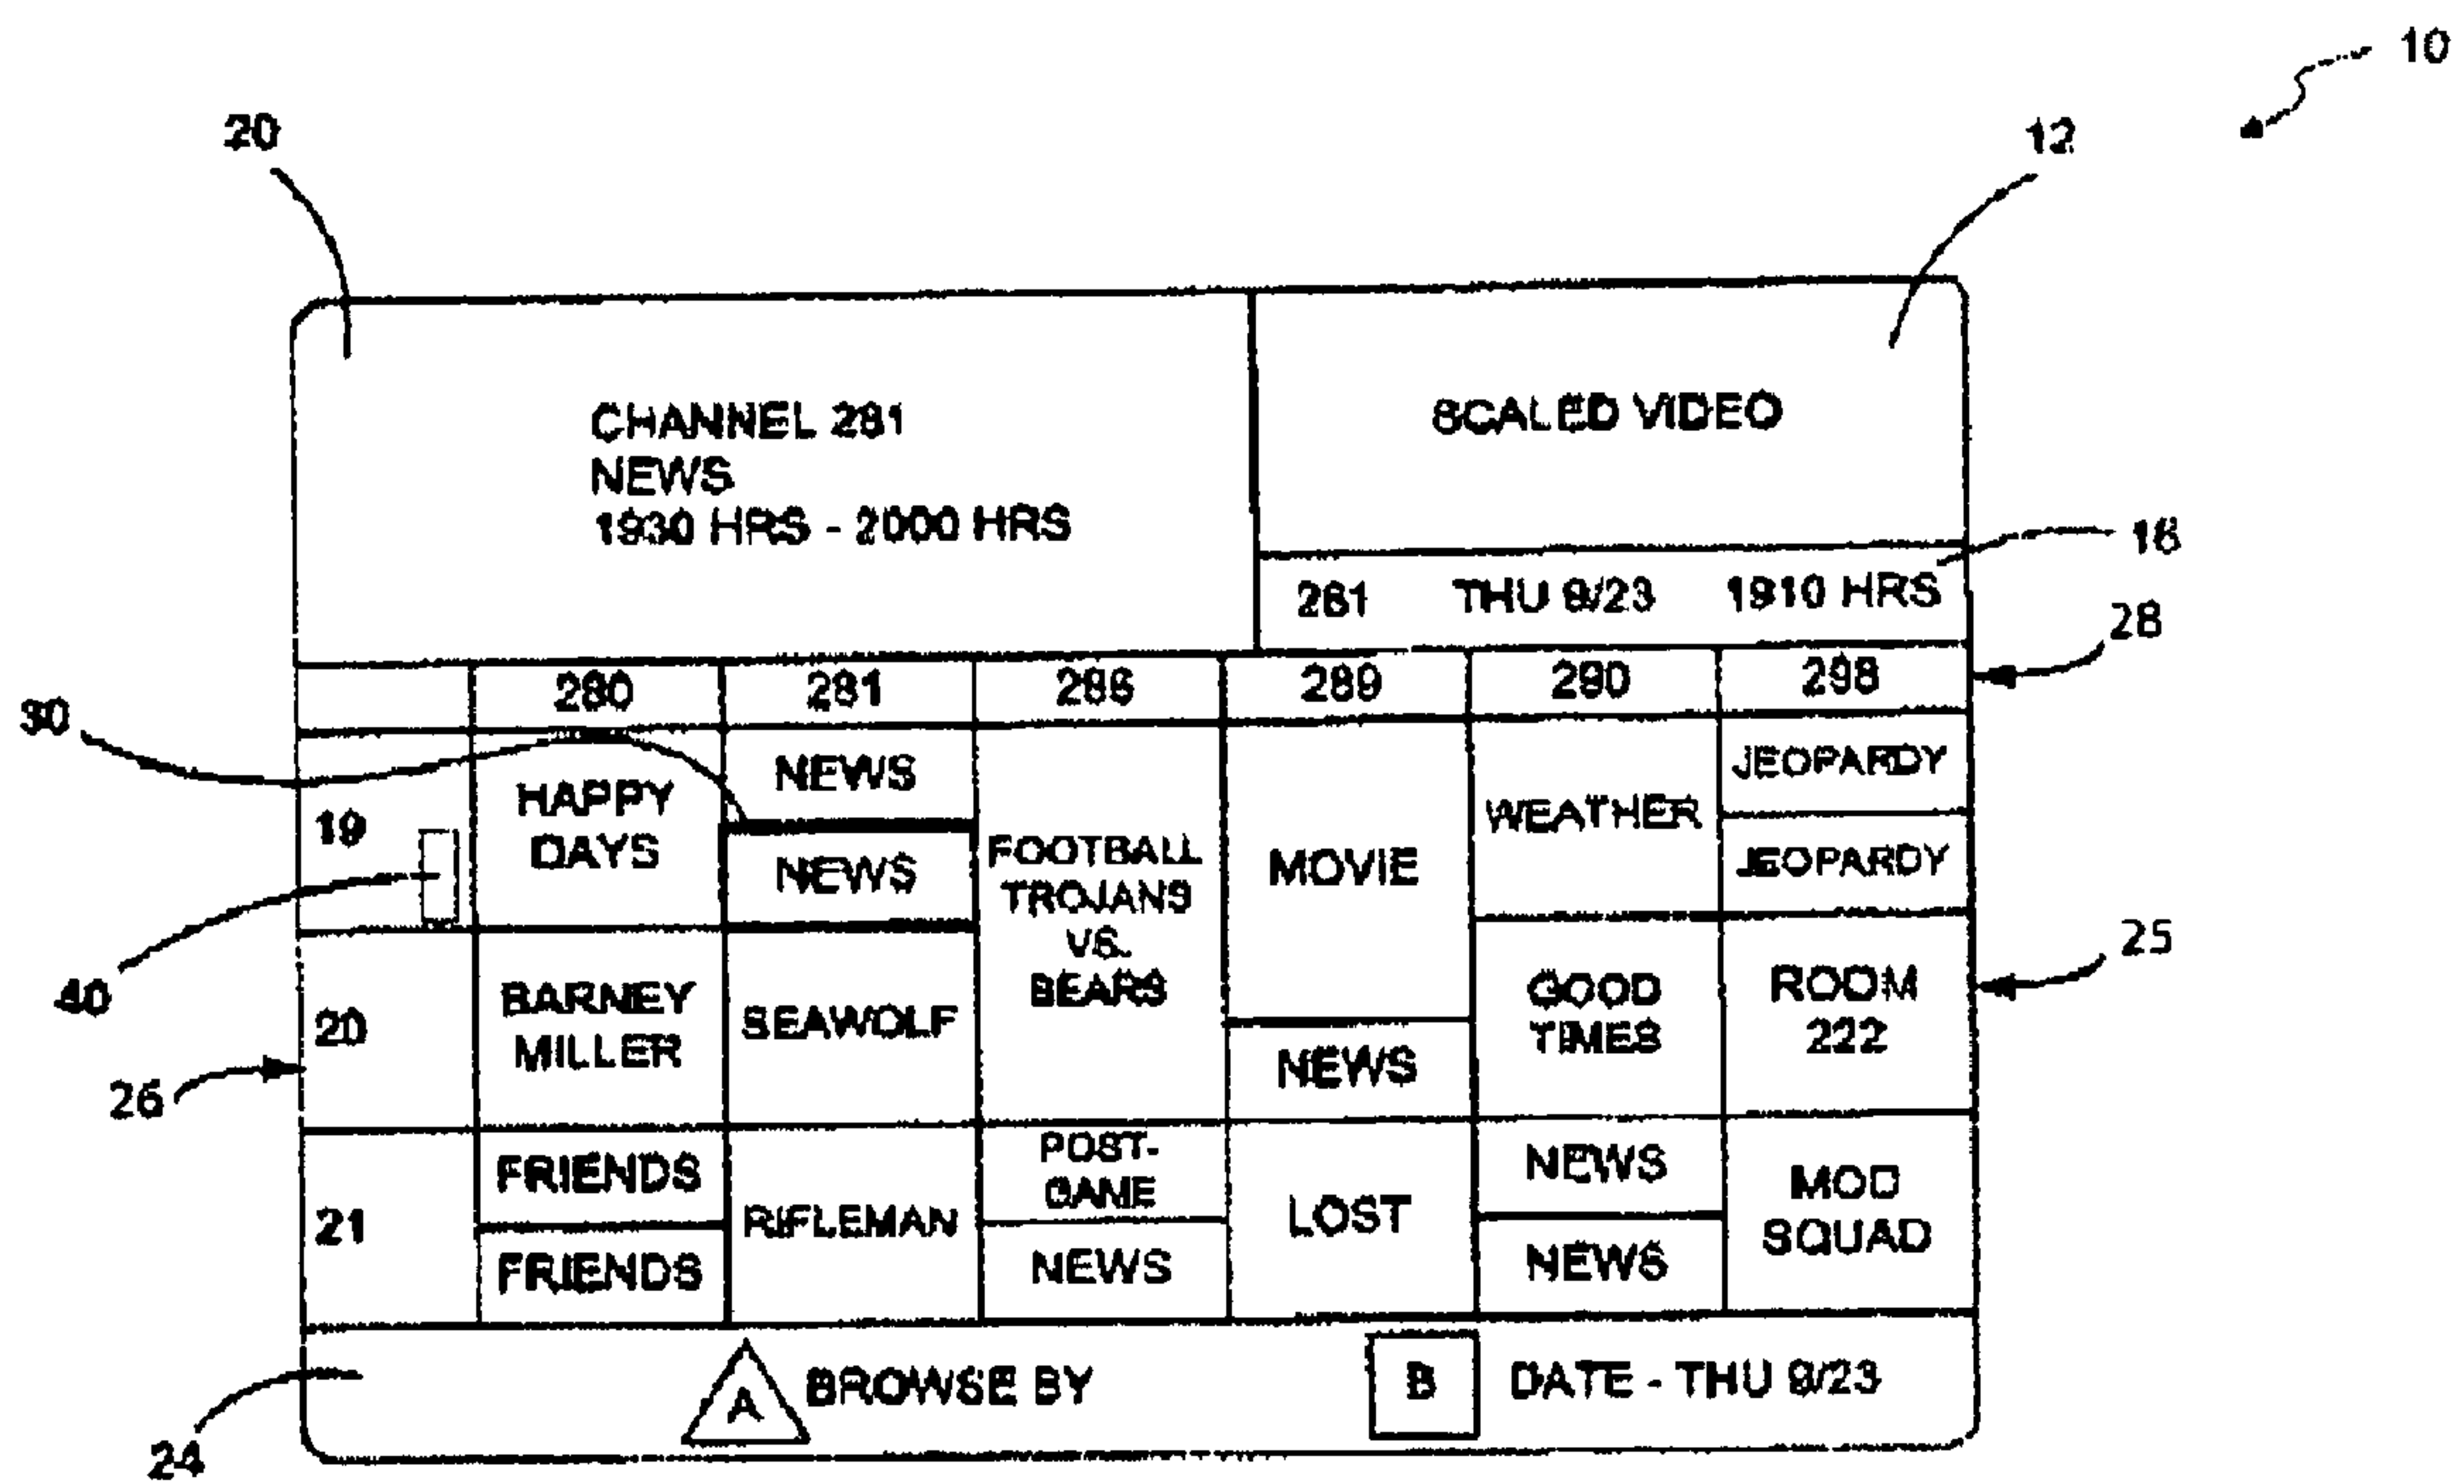 10
20
12
CHANNEL 281
NEWS
1930 HRS - 2000 HRS
SCALED VIDEO
16
281 THU 9/23 1910 HRS
28
280 281 286 289 290 298
30
19
HAPPY
DAYS
NEWS
NEWS
FOOTBALL
TROJANS
VS.
BEARS
MOVIE
WEATHER
JEOPARDY
JEOPARDY
40
25
20
BARNEY
MILLER
SEAWOLF
NEWS
GOOD
TIMES
ROOM
222
26
21
FRIENDS
FRIENDS
RIFLEMAN
POST-
GAME
NEWS
LOST
NEWS
NEWS
MOD
SQUAD
24
A BROWSE BY
B DATE - THU 9/23